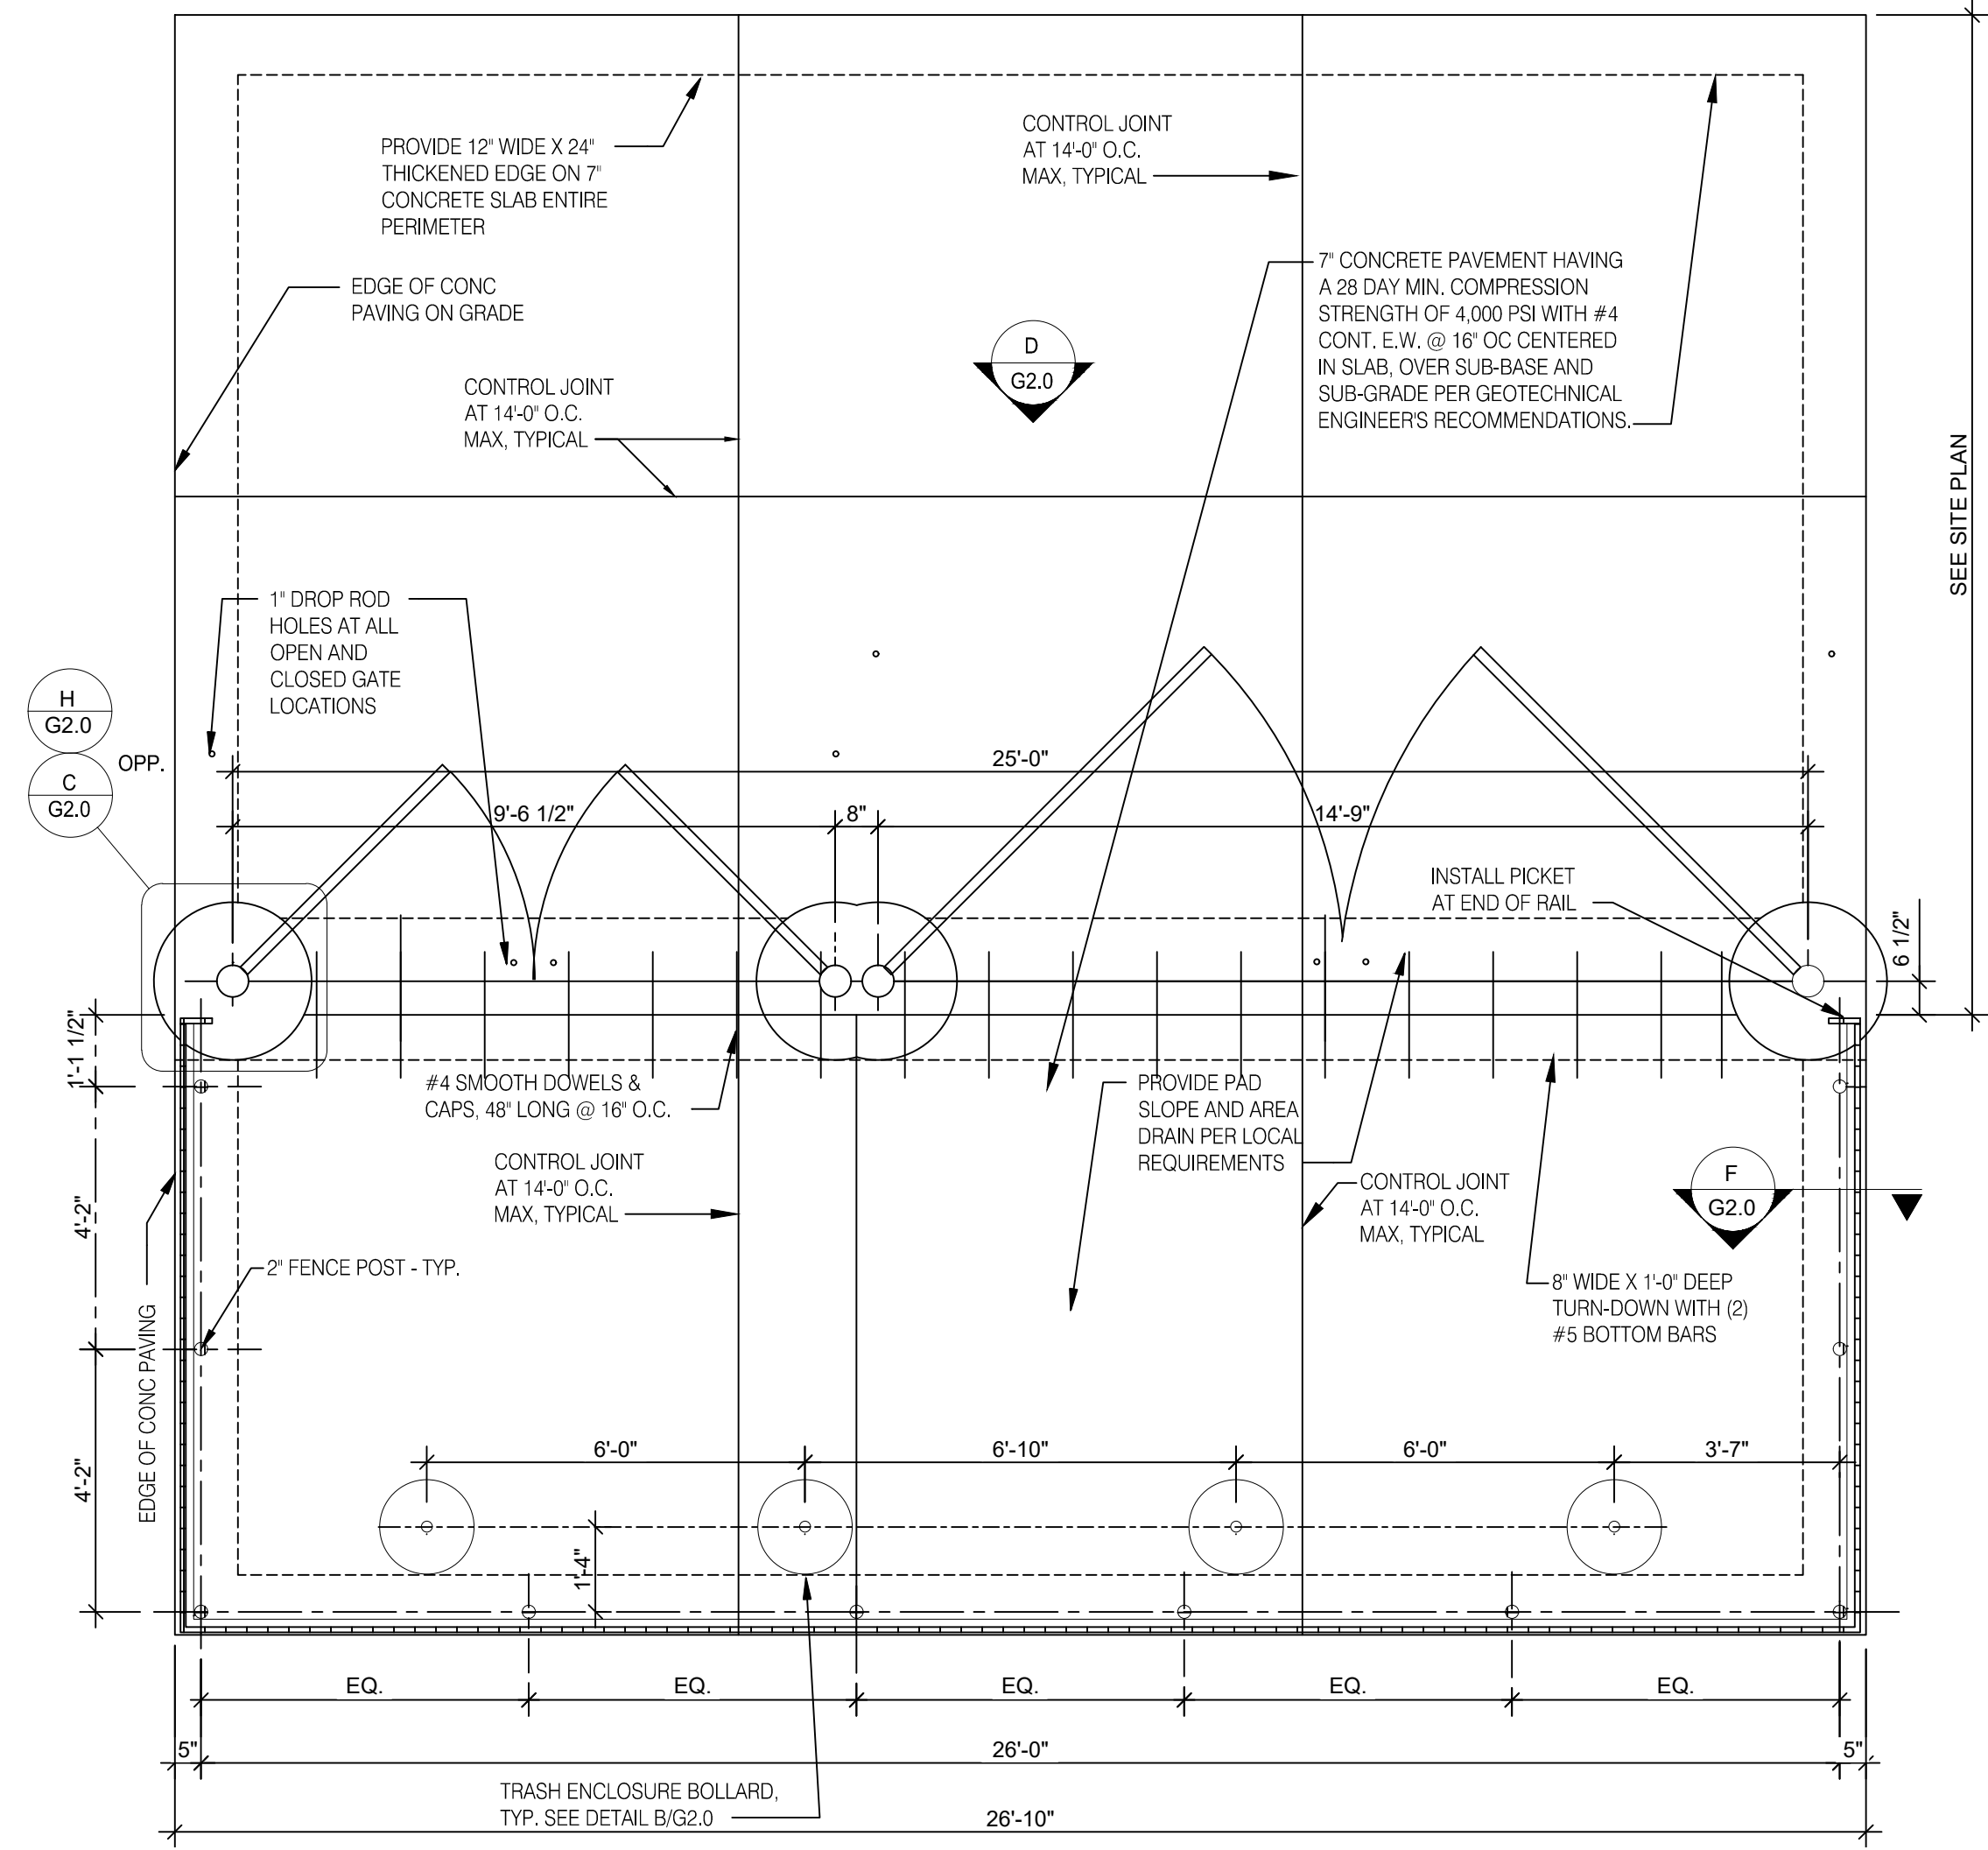 PROVIDE 12" WIDE X 24"
THICKENED EDGE ON 7"
CONCRETE SLAB ENTIRE
PERIMETER
CONTROL JOINT
AT 14'-0" O.C.
MAX, TYPICAL
EDGE OF CONC
PAVING ON GRADE
7" CONCRETE PAVEMENT HAVING
A 28 DAY MIN. COMPRESSION
STRENGTH OF 4,000 PSI WITH #4
CONT. E.W. @ 16" OC CENTERED
IN SLAB, OVER SUB-BASE AND
SUB-GRADE PER GEOTECHNICAL
ENGINEER'S RECOMMENDATIONS.
D
G2.0
CONTROL JOINT
AT 14'-0" O.C.
MAX, TYPICAL
SEE SITE PLAN
1" DROP ROD
HOLES AT ALL
OPEN AND
CLOSED GATE
LOCATIONS
H
G2.0
OPP.
C
G2.0
25'-0"
9'-6 1/2"
8"
14'-9"
INSTALL PICKET
AT END OF RAIL
6 1/2"
1'-1 1/2"
#4 SMOOTH DOWELS &
CAPS, 48" LONG @ 16" O.C.
PROVIDE PAD
SLOPE AND AREA
DRAIN PER LOCAL
REQUIREMENTS
CONTROL JOINT
AT 14'-0" O.C.
MAX, TYPICAL
CONTROL JOINT
AT 14'-0" O.C.
MAX, TYPICAL
F
G2.0
4'-2"
2" FENCE POST - TYP.
8" WIDE X 1'-0" DEEP
TURN-DOWN WITH (2)
#5 BOTTOM BARS
EDGE OF CONC PAVING
4'-2"
6'-0"
6'-10"
6'-0"
3'-7"
1'-4"
EQ.
EQ.
EQ.
EQ.
EQ.
5"
26'-0"
5"
TRASH ENCLOSURE BOLLARD,
TYP. SEE DETAIL B/G2.0
26'-10"